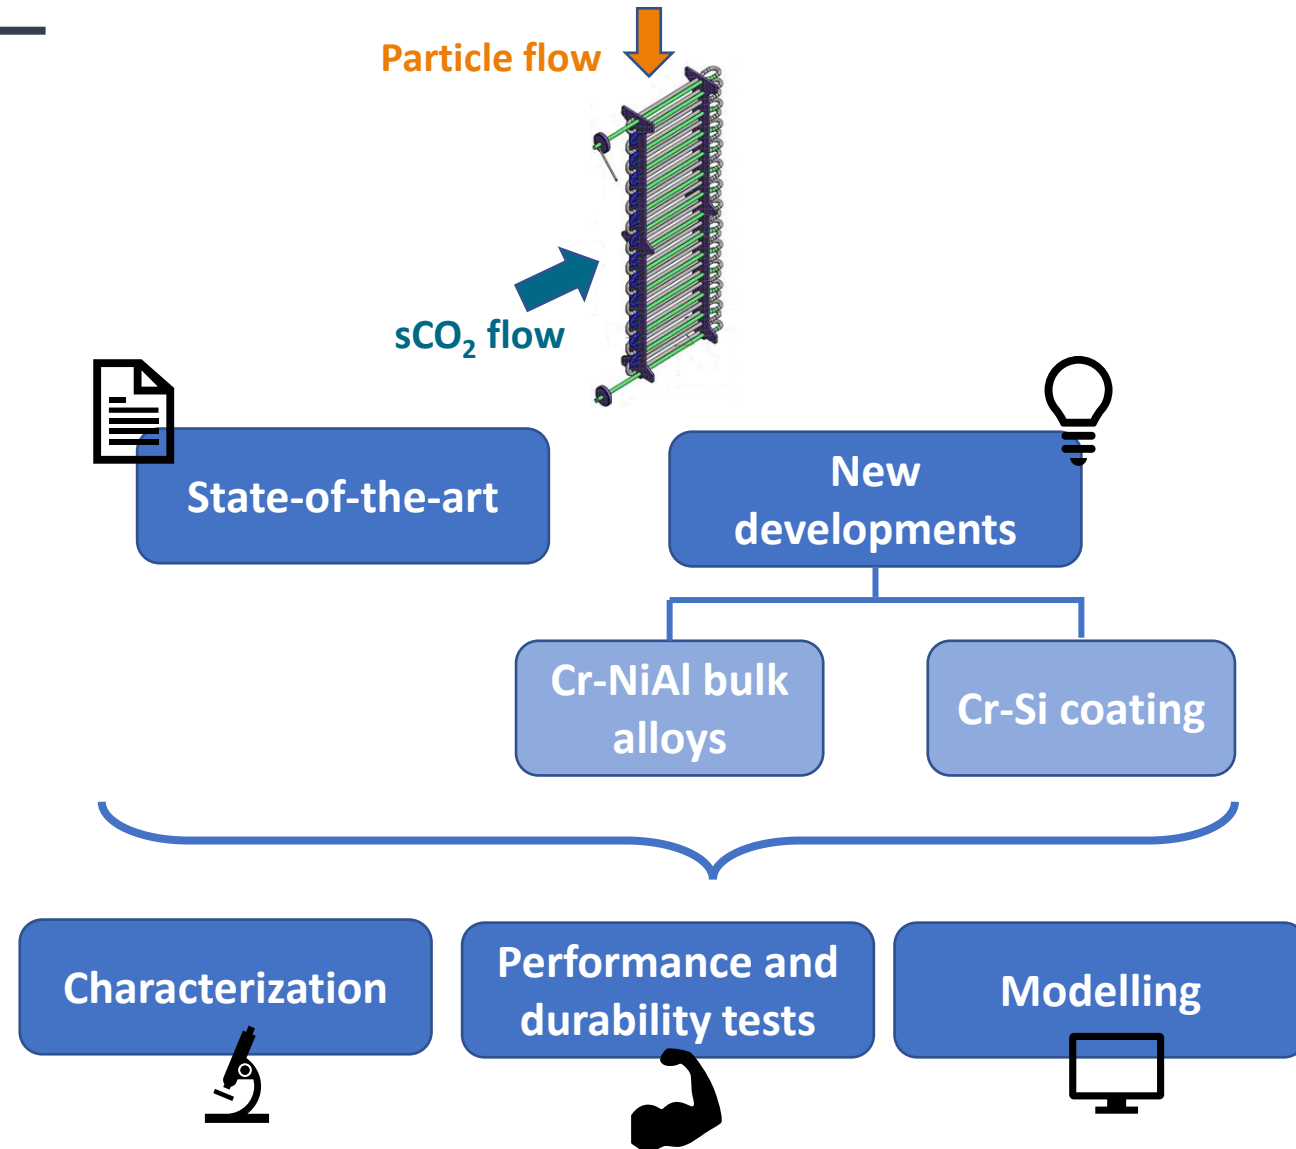 Particle flow
sCO₂ flow
State-of-the-art
New
developments
Cr-NiAl bulk
alloys
Cr-Si coating
Characterization
Performance and
durability tests
Modelling